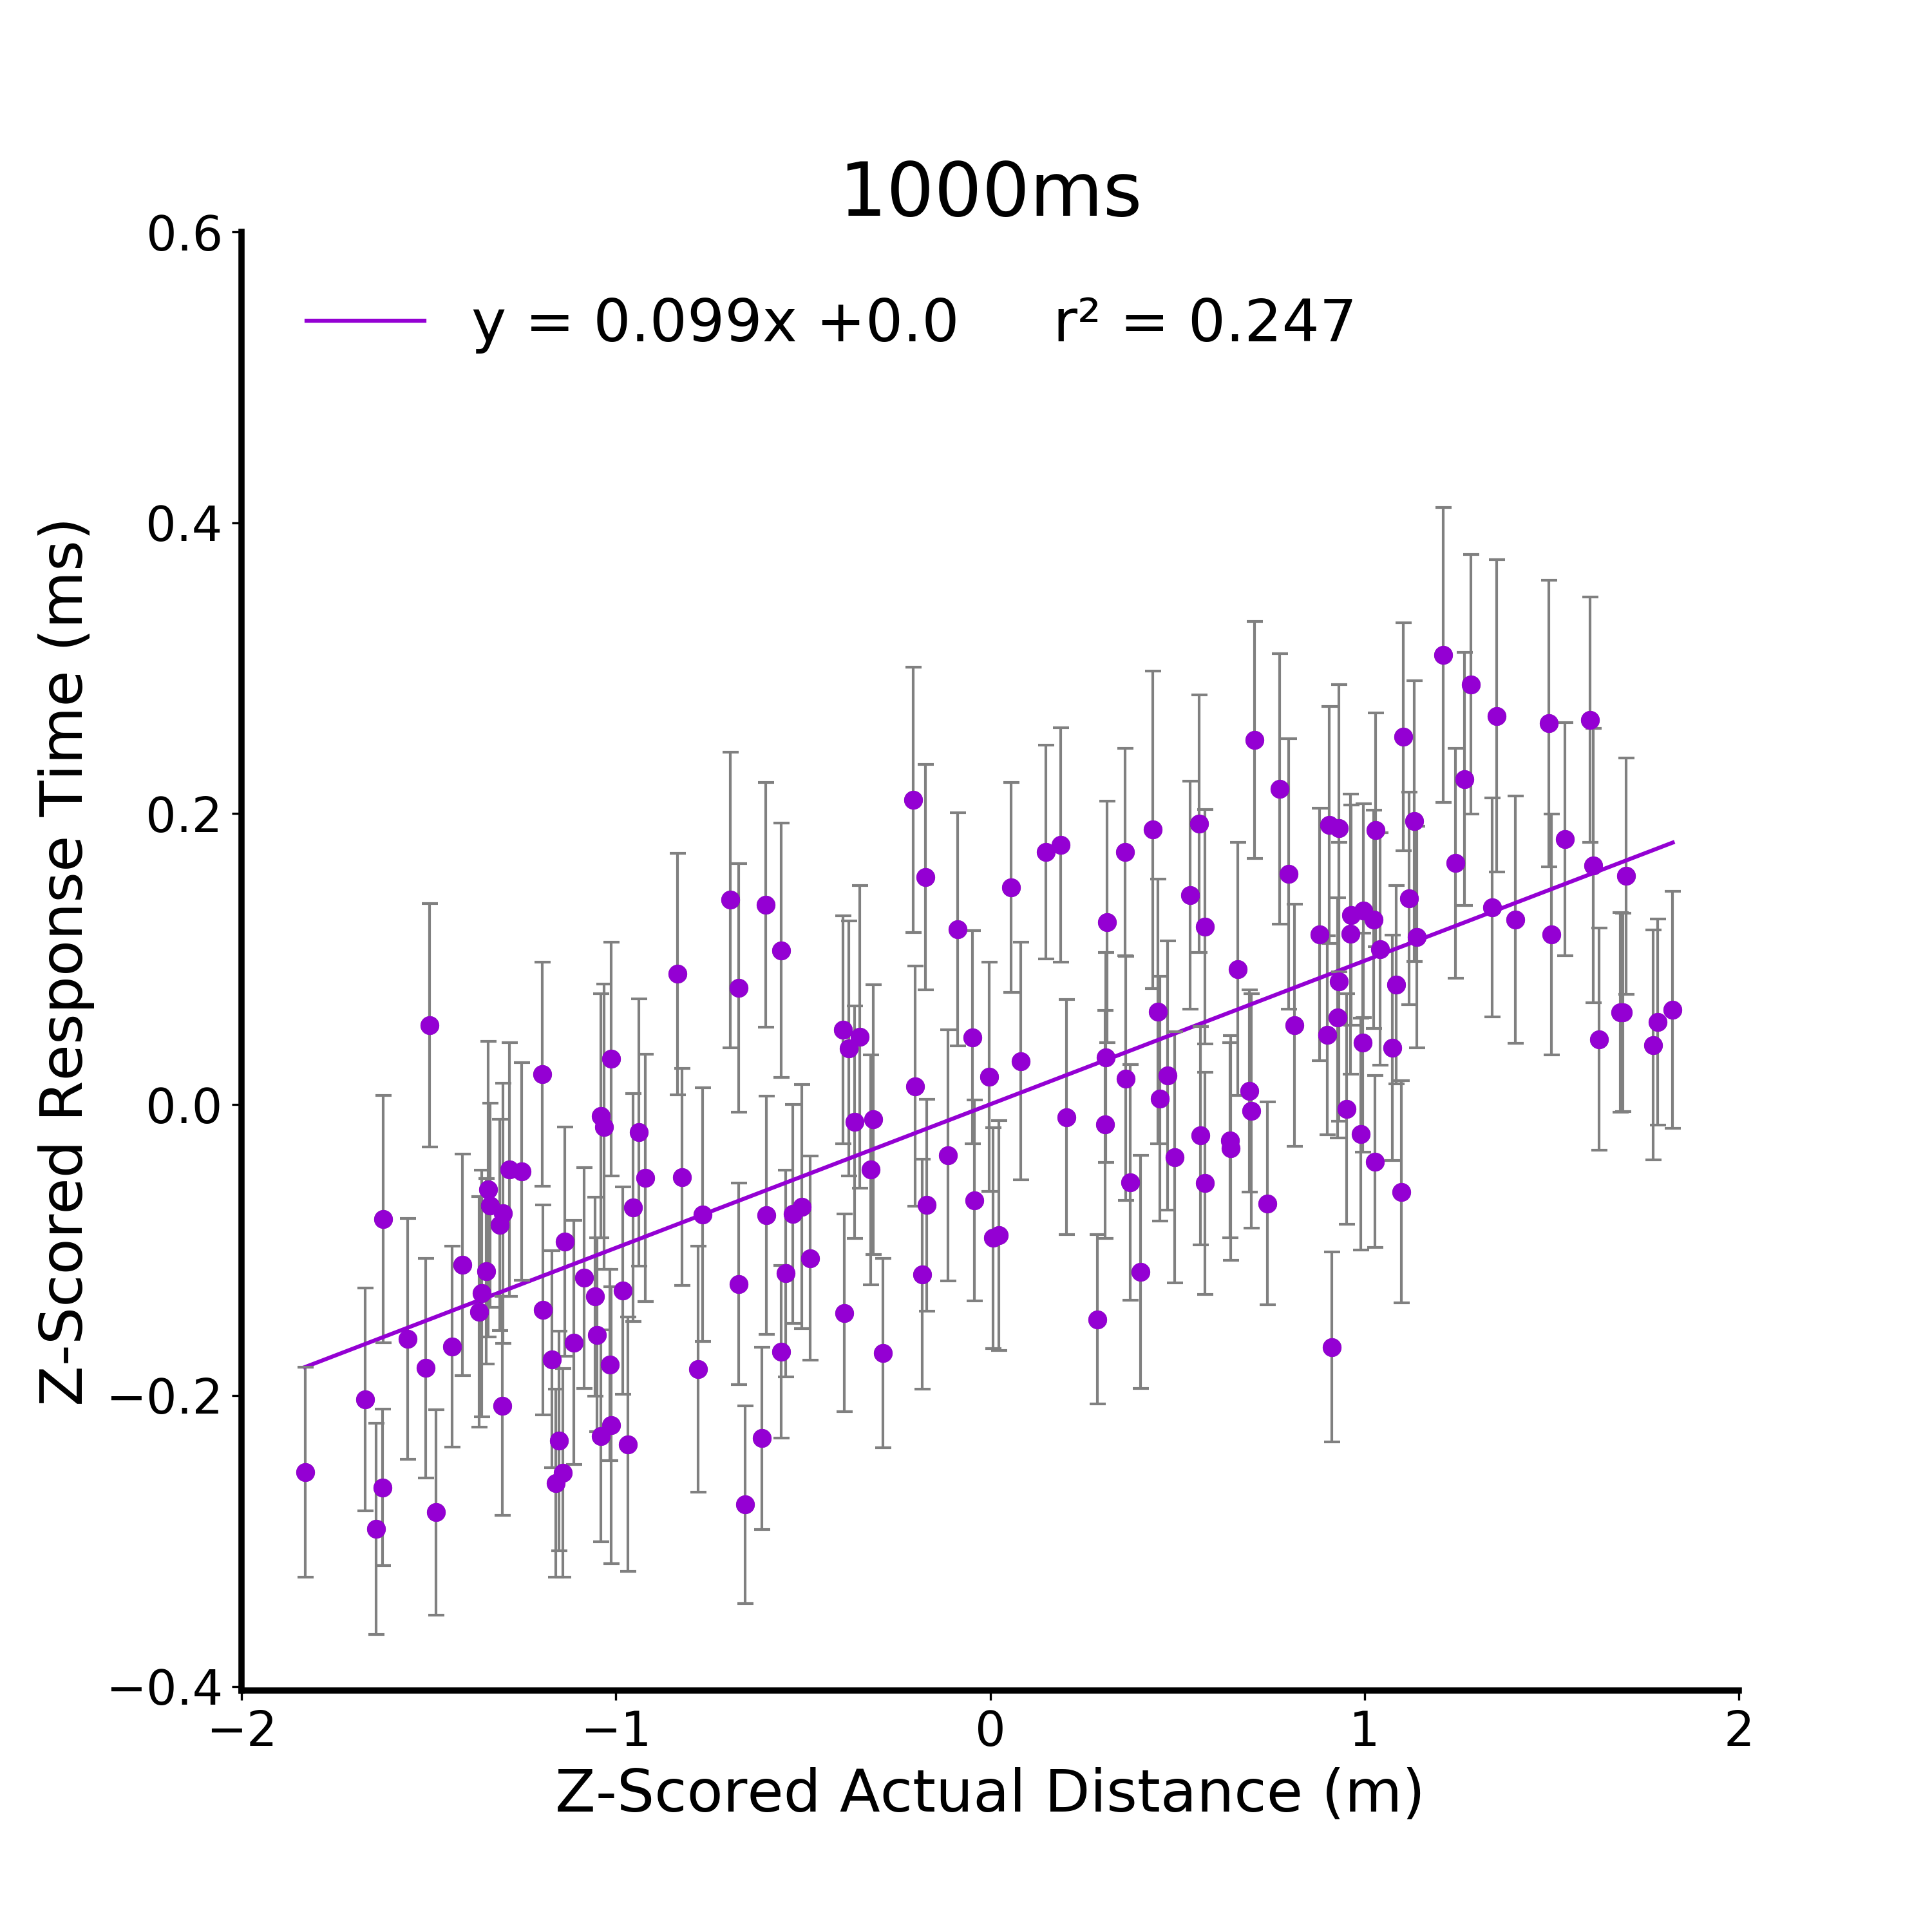 1000ms
0.6
y = 0.099x +0.0 r² = 0.247
0.4
0.2
0.0
−0.2
−0.4
Z-Scored Response Time (ms)
−2 −1 0 1 2
Z-Scored Actual Distance (m)